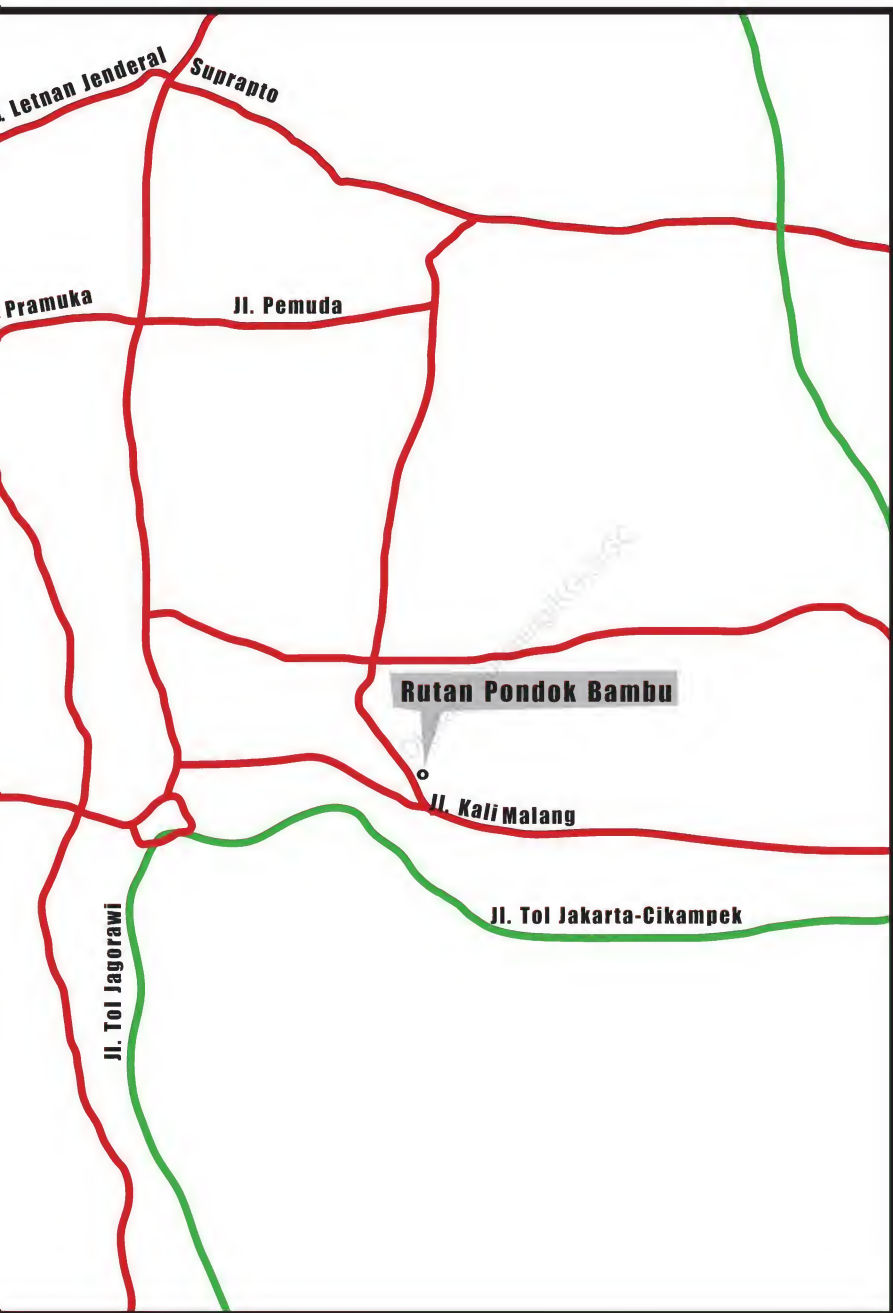 . Letnan Jenderal
Suprapto
Pramuka
Jl. Pemuda
Rutan Pondok Bambu
Jl. Kali Malang
Jl. Tol Jakarta-Cikampek
Jl. Tol Jagorawi